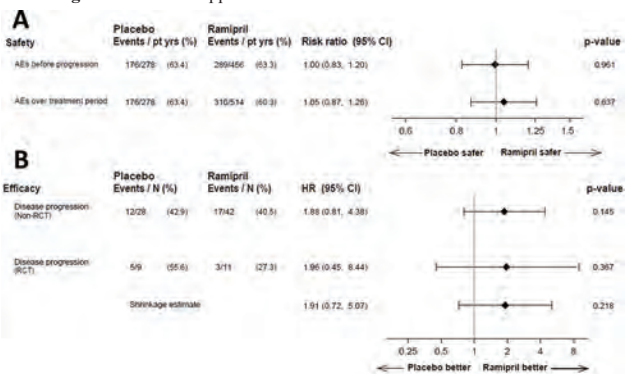 A
Placebo Ramipril
Safety Events / pt yrs (%) Events / pt yrs (%) Risk ratio (95% CI) p-value
AEs before progression 176/278 (63.4) 289/456 (63.3) 1.00 (0.83, 1.20) 0.961
AEs over treatment period 176/278 (63.4) 310/514 (60.3) 1.05 (0.87, 1.26) 0.637
0.6 0.8 1 1.25 1.5
Placebo safer Ramipril safer
B
Placebo Ramipril
Efficacy Events / N (%) Events / N (%) HR (95% CI) p-value
Disease progression
(Non-RCT) 12/28 (42.9) 17/42 (40.5) 1.88 (0.81, 4.38) 0.145
Disease progression
(RCT) 5/9 (55.6) 3/11 (27.3) 1.96 (0.45, 8.44) 0.367
Shrinkage estimate 1.91 (0.72, 5.07) 0.218
0.25 0.5 1 2 4 8
Placebo better Ramipril better